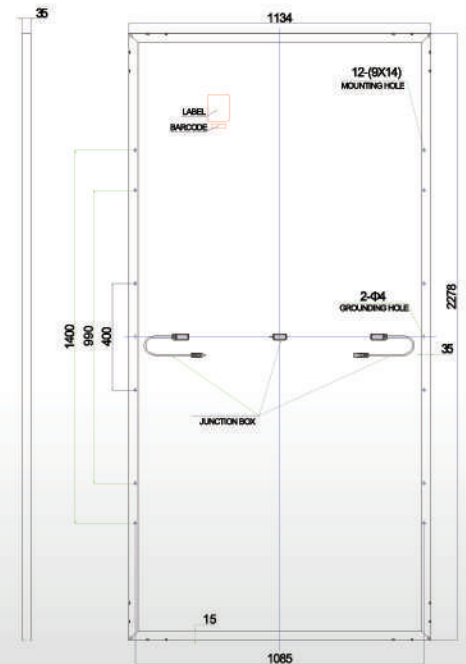 35
1134
12-(9X14)
MOUNTING HOLE
LABEL
BARCODE
1400
990
400
2278
2-Φ4
GROUNDING HOLE
35
JUNCTION BOX
15
1085